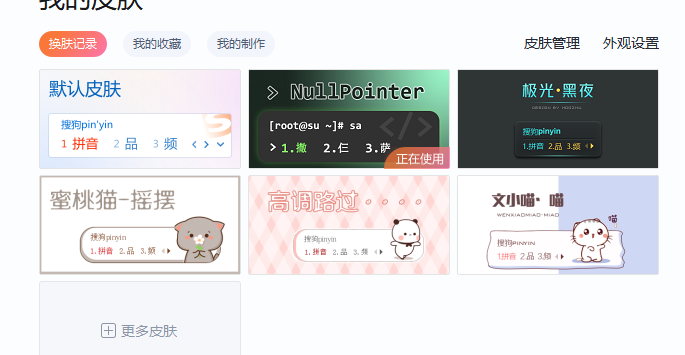 我的皮肤
换肤记录 我的收藏 我的制作 皮肤管理 外观设置
默认皮肤
搜狗pin'yin
1 拼音 2 品 3 频
NullPointer
[root@su ~]# sa
1.撒 2.仨 3.萨
正在使用
极光·黑夜
搜狗pinyin
1.拼音 2.品 3.频
蜜桃猫-摇摆
搜狗pinyin
1.拼音 2.品 3.频
高调路过····
搜狗pinyin
1.拼音 2.品 3.频
文小喵·喵
WENXIAOMIAO-MIAO
喵
搜狗PINYIN
1拼音 2.品 3.频
更多皮肤